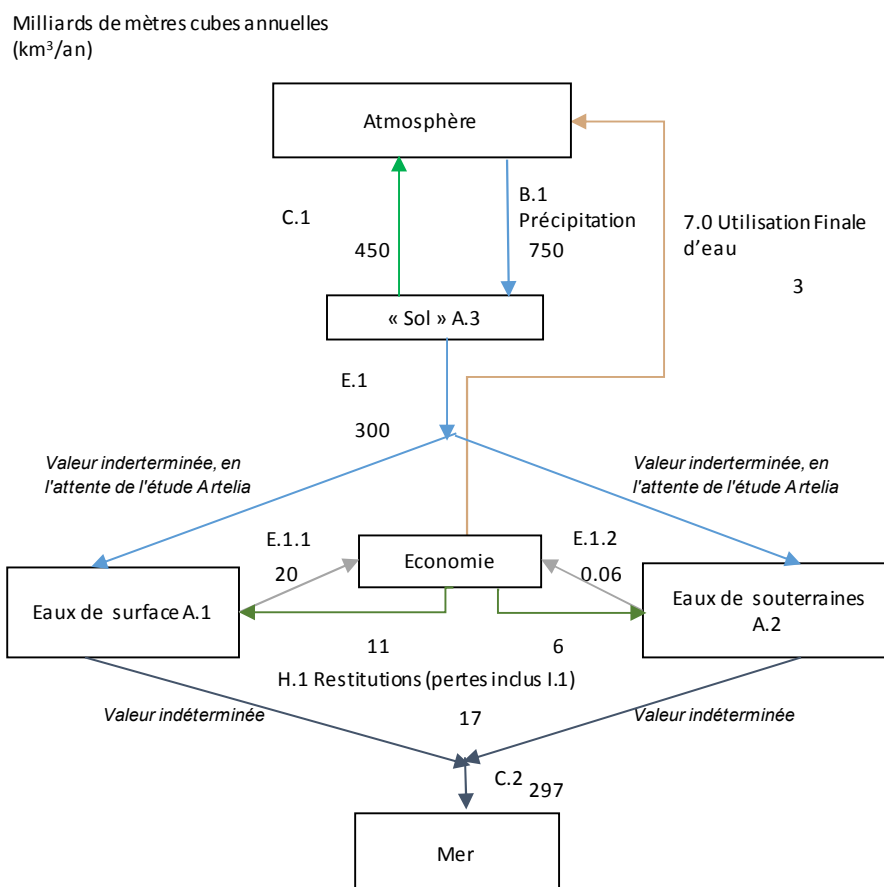 Milliards de mètres cubes annuelles
(km³/an)
Atmosphère
B.1
Précipitation
750
C.1
450
7.0 Utilisation Finale
d’eau
3
« Sol » A.3
E.1
300
Valeur inderterminée, en
l'attente de l'étude Artelia
Valeur inderterminée, en
l'attente de l'étude Artelia
E.1.1
20
Economie
E.1.2
0.06
Eaux de surface A.1
Eaux de souterraines
A.2
11
6
H.1 Restitutions (pertes inclus I.1)
17
Valeur indéterminée
Valeur indéterminée
C.2
297
Mer